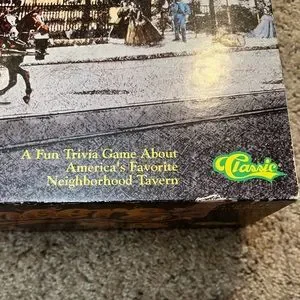 A Fun Trivia Game About
America's Favorite
Neighborhood Tavern
Classic